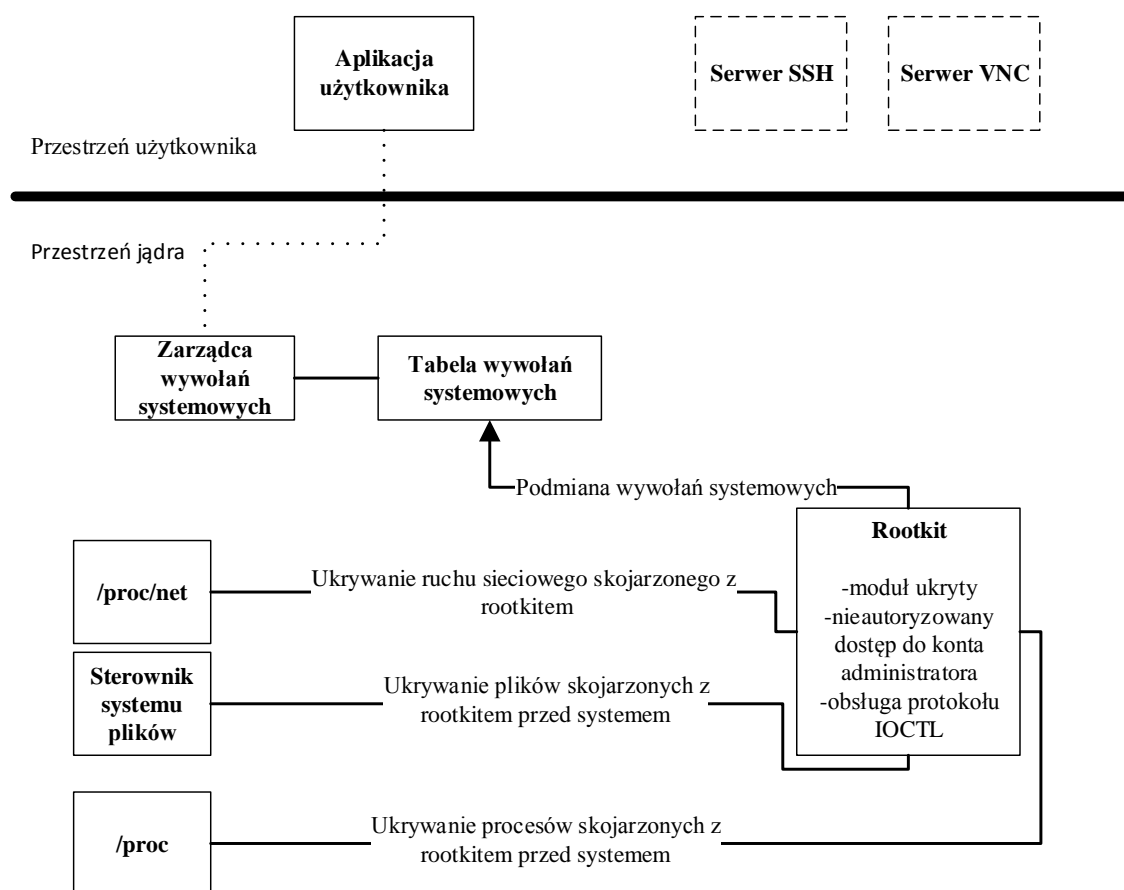 Aplikacja
użytkownika
Serwer SSH
Serwer VNC
Przestrzeń użytkownika
Przestrzeń jądra
Zarządca
wywołań
systemowych
Tabela wywołań
systemowych
Podmiana wywołań systemowych
Rootkit
-moduł ukryty
-nieautoryzowany
dostęp do konta
administratora
-obsługa protokołu
IOCTL
/proc/net
Ukrywanie ruchu sieciowego skojarzonego z
rootkitem
Sterownik
systemu
plików
Ukrywanie plików skojarzonych z
rootkitem przed systemem
/proc
Ukrywanie procesów skojarzonych z
rootkitem przed systemem